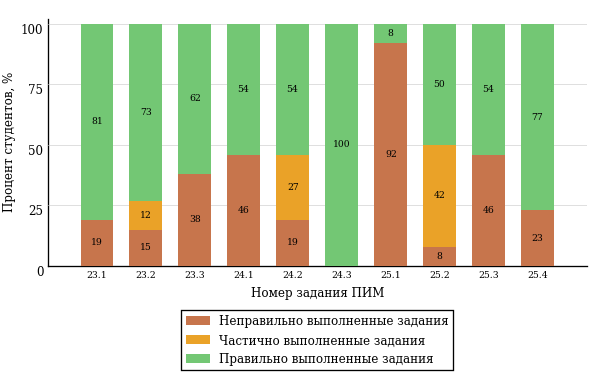 Процент студентов, %
100
75
50
25
0
81 73 62 54 54 100 8 50 54 77
12 27 42
19 15 38 46 19 92 8 46 23
23.1 23.2 23.3 24.1 24.2 24.3 25.1 25.2 25.3 25.4
Номер задания ПИМ
Неправильно выполненные задания
Частично выполненные задания
Правильно выполненные задания